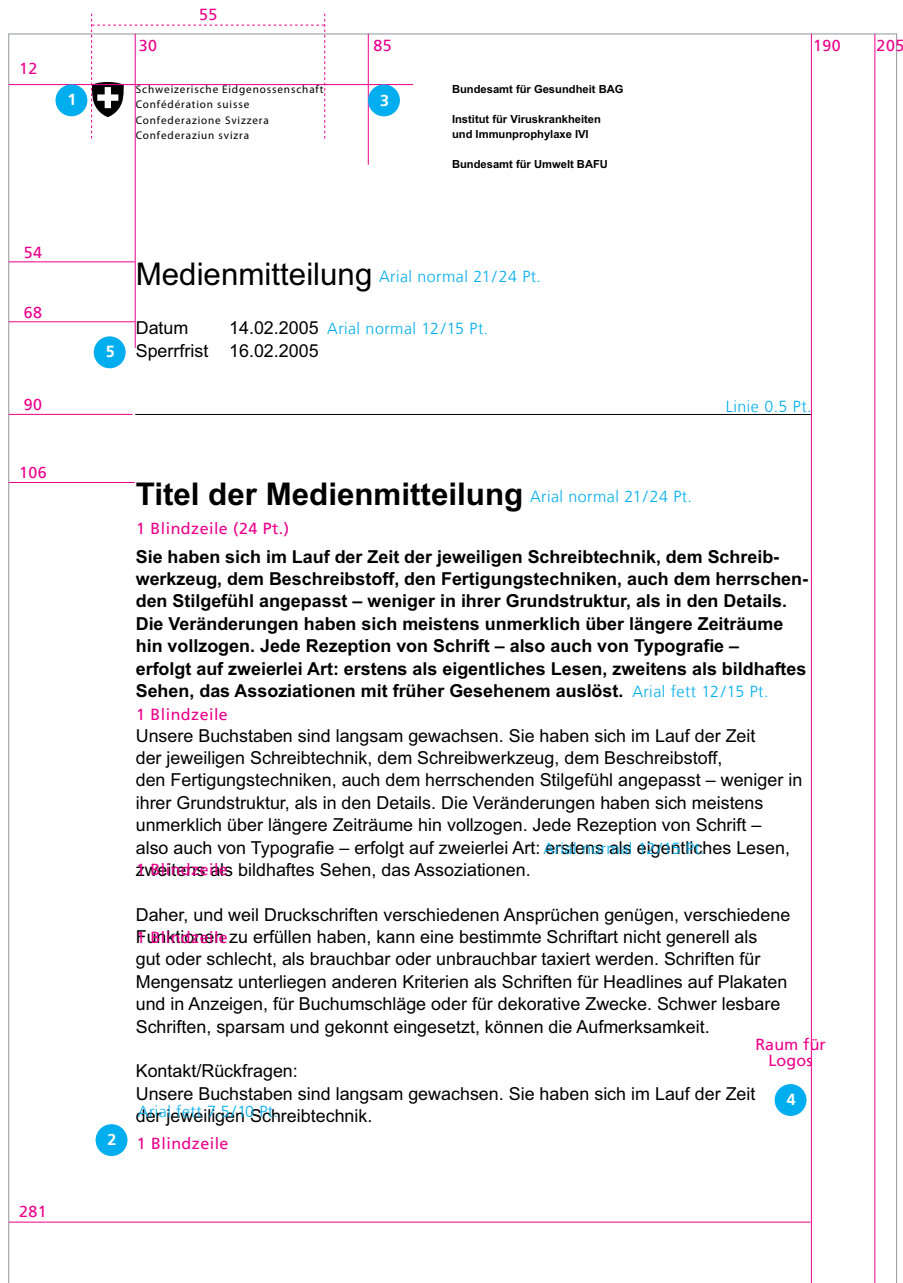 55
30
85
190
205
12
1
Schweizerische Eidgenossenschaft
Confédération suisse
Confederazione Svizzera
Confederaziun svizra
3
Bundesamt für Gesundheit BAG
Institut für Viruskrankheiten
und Immunprophylaxe IVI
Bundesamt für Umwelt BAFU
54
Medienmitteilung Arial normal 21/24 Pt.
68
Datum 14.02.2005 Arial normal 12/15 Pt.
5
Sperrfrist 16.02.2005
90
Linie 0.5 Pt.
106
Titel der Medienmitteilung Arial normal 21/24 Pt.
1 Blindzeile (24 Pt.)
Sie haben sich im Lauf der Zeit der jeweiligen Schreibtechnik, dem Schreib-
werkzeug, dem Beschreibstoff, den Fertigungstechniken, auch dem herrschen-
den Stilgefühl angepasst – weniger in ihrer Grundstruktur, als in den Details.
Die Veränderungen haben sich meistens unmerklich über längere Zeiträume
hin vollzogen. Jede Rezeption von Schrift – also auch von Typografie –
erfolgt auf zweierlei Art: erstens als eigentliches Lesen, zweitens als bildhaftes
Sehen, das Assoziationen mit früher Gesehenem auslöst. Arial fett 12/15 Pt.
1 Blindzeile
Unsere Buchstaben sind langsam gewachsen. Sie haben sich im Lauf der Zeit
der jeweiligen Schreibtechnik, dem Schreibwerkzeug, dem Beschreibstoff,
den Fertigungstechniken, auch dem herrschenden Stilgefühl angepasst – weniger in
ihrer Grundstruktur, als in den Details. Die Veränderungen haben sich meistens
unmerklich über längere Zeiträume hin vollzogen. Jede Rezeption von Schrift –
also auch von Typografie – erfolgt auf zweierlei Art: erstens als eigentliches Lesen,
Arial normal 12/15 Pt.
zweitens als bildhaftes Sehen, das Assoziationen.
1 Blindzeile
Daher, und weil Druckschriften verschiedenen Ansprüchen genügen, verschiedene
Funktionen zu erfüllen haben, kann eine bestimmte Schriftart nicht generell als
1 Blindzeile
gut oder schlecht, als brauchbar oder unbrauchbar taxiert werden. Schriften für
Mengensatz unterliegen anderen Kriterien als Schriften für Headlines auf Plakaten
und in Anzeigen, für Buchumschläge oder für dekorative Zwecke. Schwer lesbare
Schriften, sparsam und gekonnt eingesetzt, können die Aufmerksamkeit.
Raum für
Logos
4
Kontakt/Rückfragen:
Unsere Buchstaben sind langsam gewachsen. Sie haben sich im Lauf der Zeit
der jeweiligen Schreibtechnik.
Arial fett 7.5/10 Pt.
2
1 Blindzeile
281